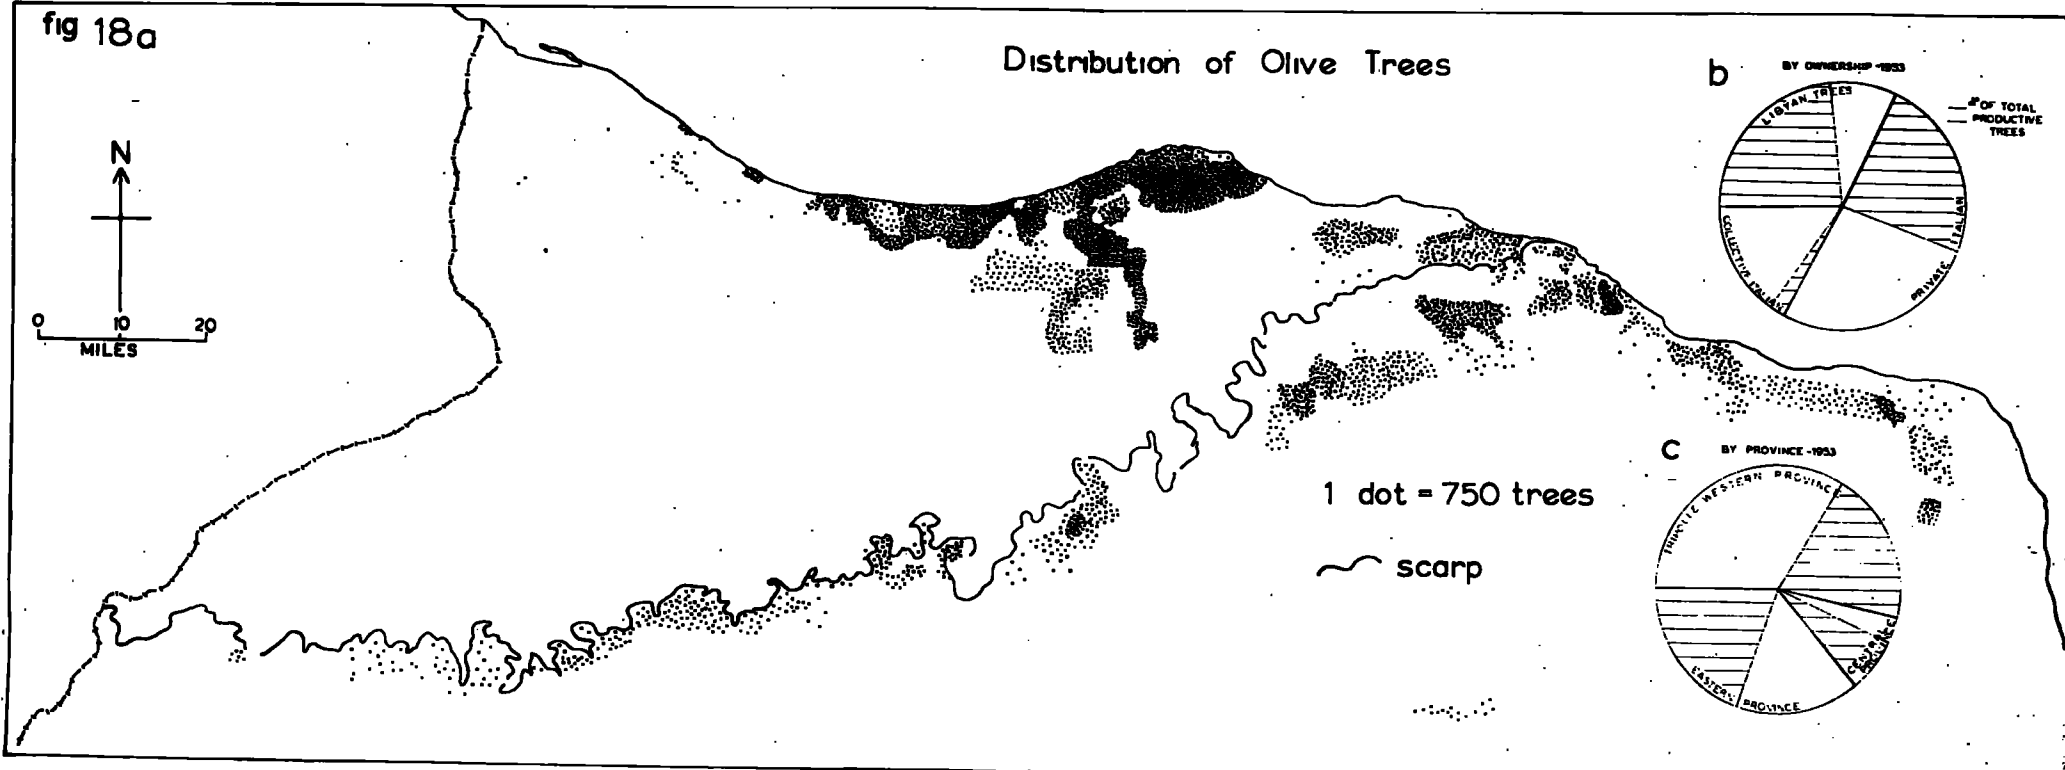 fig 18a
Distribution of Olive Trees
N
0 10 20
MILES
1 dot = 750 trees
scarp
b
BY OWNERSHIP - 1953
OF TOTAL
PRODUCTIVE
TREES
LIBYAN TREES
PRIVATE ITALIAN
COLLECTIVE ITALIAN
c
BY PROVINCE - 1953
WESTERN PROVINCE
CENTRAL
EASTERN PROVINCE